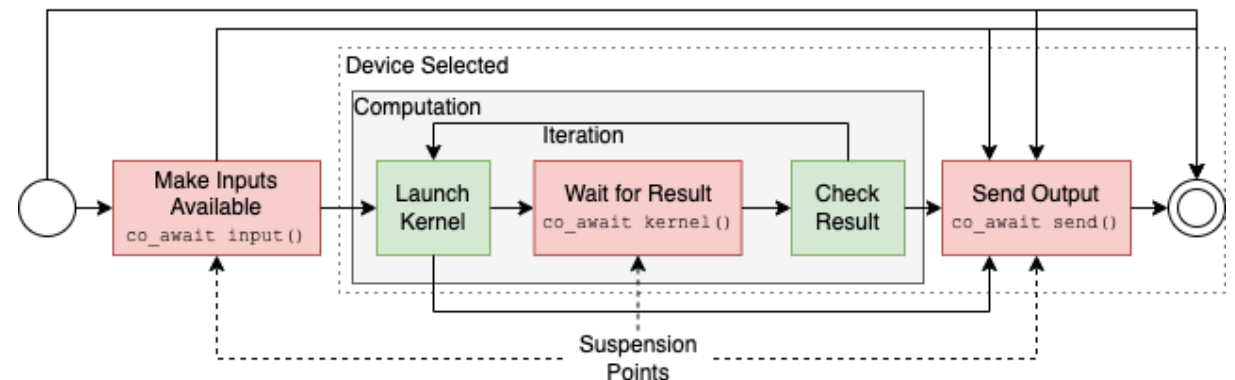 Device Selected
Computation
Iteration
Make Inputs
Available
co_await input()
Launch
Kernel
Wait for Result
co_await kernel()
Check
Result
Send Output
co_await send()
Suspension
Points